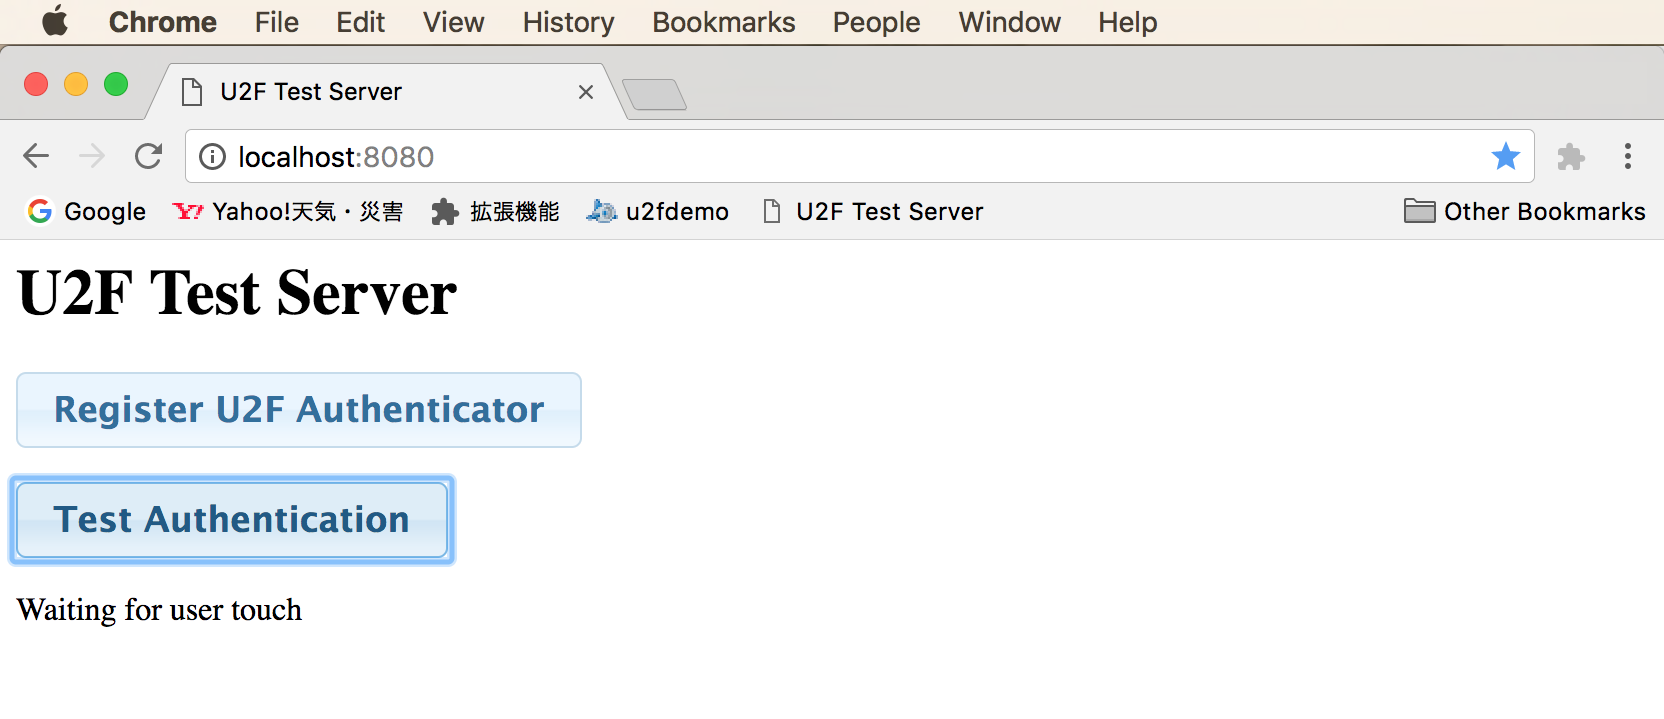 Chrome File Edit View History Bookmarks People Window Help
U2F Test Server
localhost:8080
Google Yahoo!天気・災害 拡張機能 u2fdemo U2F Test Server Other Bookmarks
U2F Test Server
Register U2F Authenticator
Test Authentication
Waiting for user touch